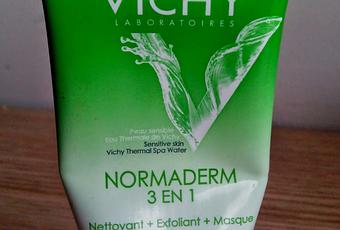 VICHY
LABORATOIRES
Peau sensible
Eau Thermale de Vichy
Sensitive skin
Vichy Thermal Spa Water
NORMADERM
3 EN 1
Nettoyant + Exfoliant + Masque